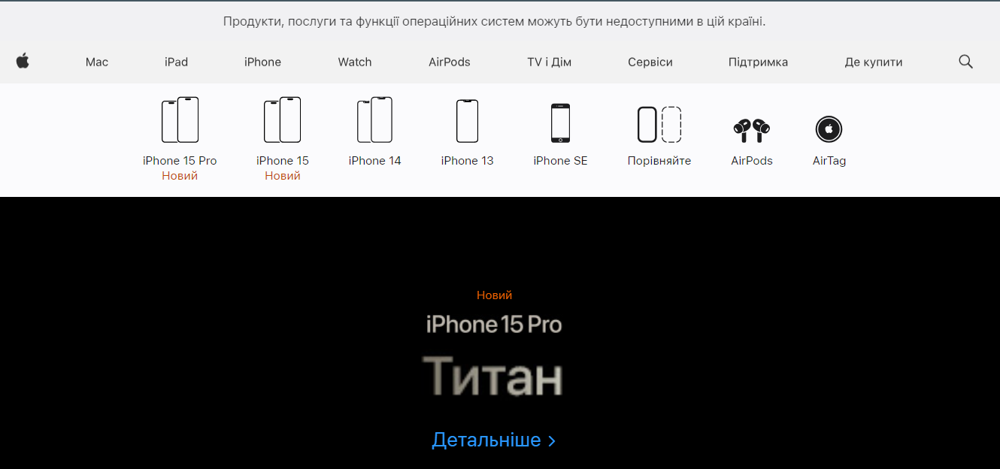 Продукти, послуги та функції операційних систем можуть бути недоступними в цій країні.
Mac iPad iPhone Watch AirPods TV і Дім Сервіси Підтримка Де купити
iPhone 15 Pro iPhone 15 iPhone 14 iPhone 13 iPhone SE Порівняйте AirPods AirTag
Новий Новий
Новий
iPhone 15 Pro
Титан
Детальніше >